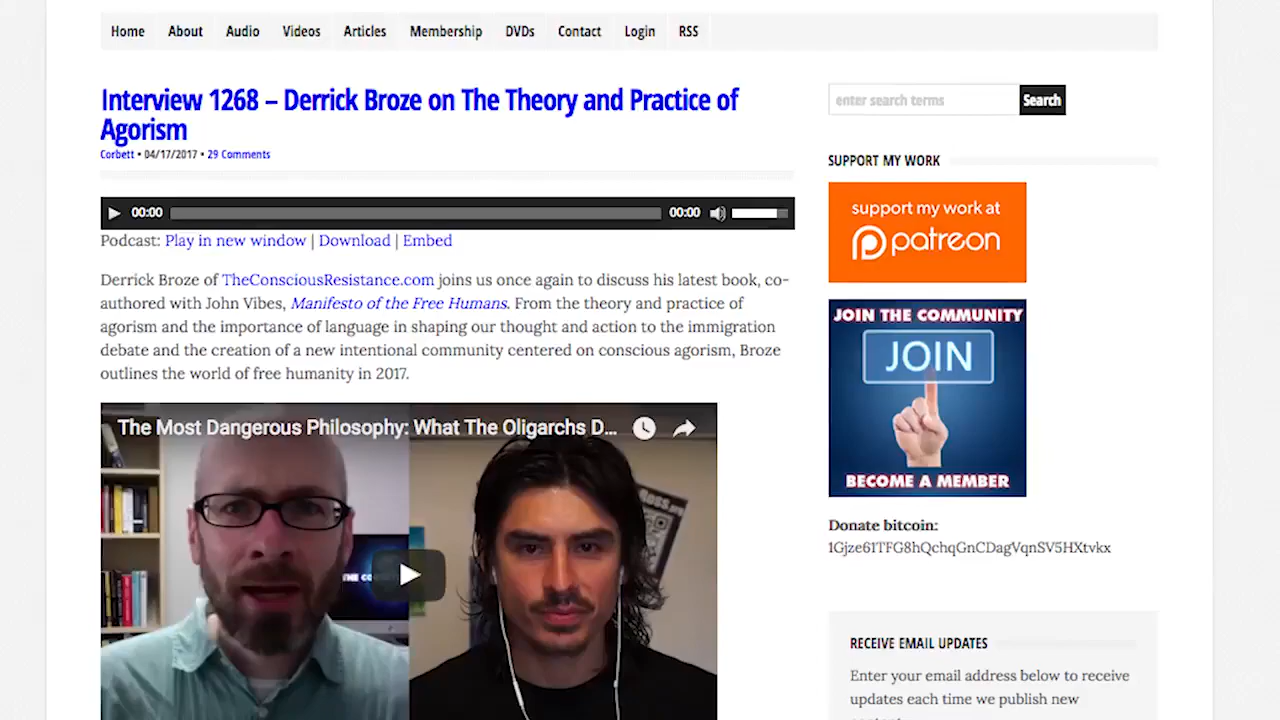 Home About Audio Videos Articles Membership DVDs Contact Login RSS
Interview 1268 – Derrick Broze on The Theory and Practice of
Agorism
Corbett • 04/17/2017 • 29 Comments
00:00 00:00
Podcast: Play in new window | Download | Embed
Derrick Broze of TheConsciousResistance.com joins us once again to discuss his latest book, co-
authored with John Vibes, Manifesto of the Free Humans. From the theory and practice of
agorism and the importance of language in shaping our thought and action to the immigration
debate and the creation of a new intentional community centered on conscious agorism, Broze
outlines the world of free humanity in 2017.
The Most Dangerous Philosophy: What The Oligarchs D...
enter search terms Search
SUPPORT MY WORK
support my work at
patreon
JOIN THE COMMUNITY
JOIN
BECOME A MEMBER
Donate bitcoin:
1Gjze61TFG8hQchqGnCDagVqnSV5HXtvkx
RECEIVE EMAIL UPDATES
Enter your email address below to receive
updates each time we publish new